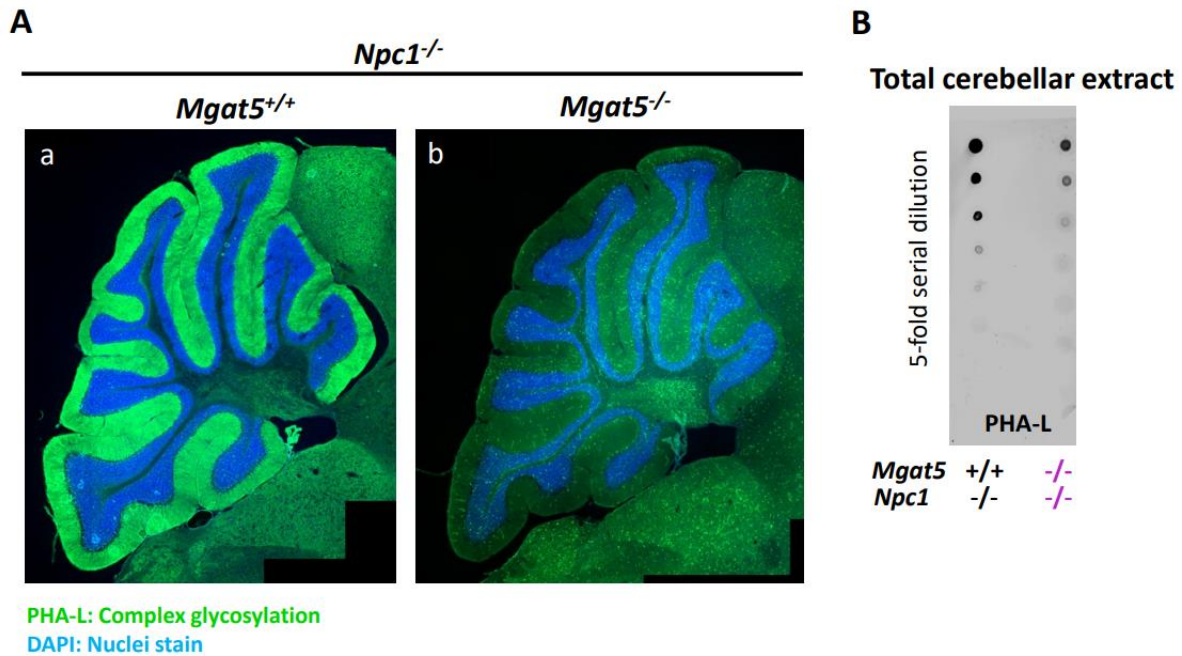 A
Npc1-/-
Mgat5+/+
Mgat5-/-
a
b
PHA-L: Complex glycosylation
DAPI: Nuclei stain
B
Total cerebellar extract
5-fold serial dilution
PHA-L
Mgat5 +/+ -/-
Npc1 -/- -/-